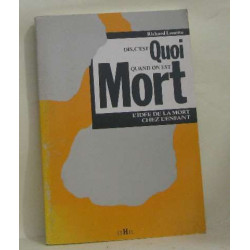 DIS, C'EST
Quoi
QUAND ON EST
Mort
L'IDÉE DE LA MORT
CHEZ L'ENFANT